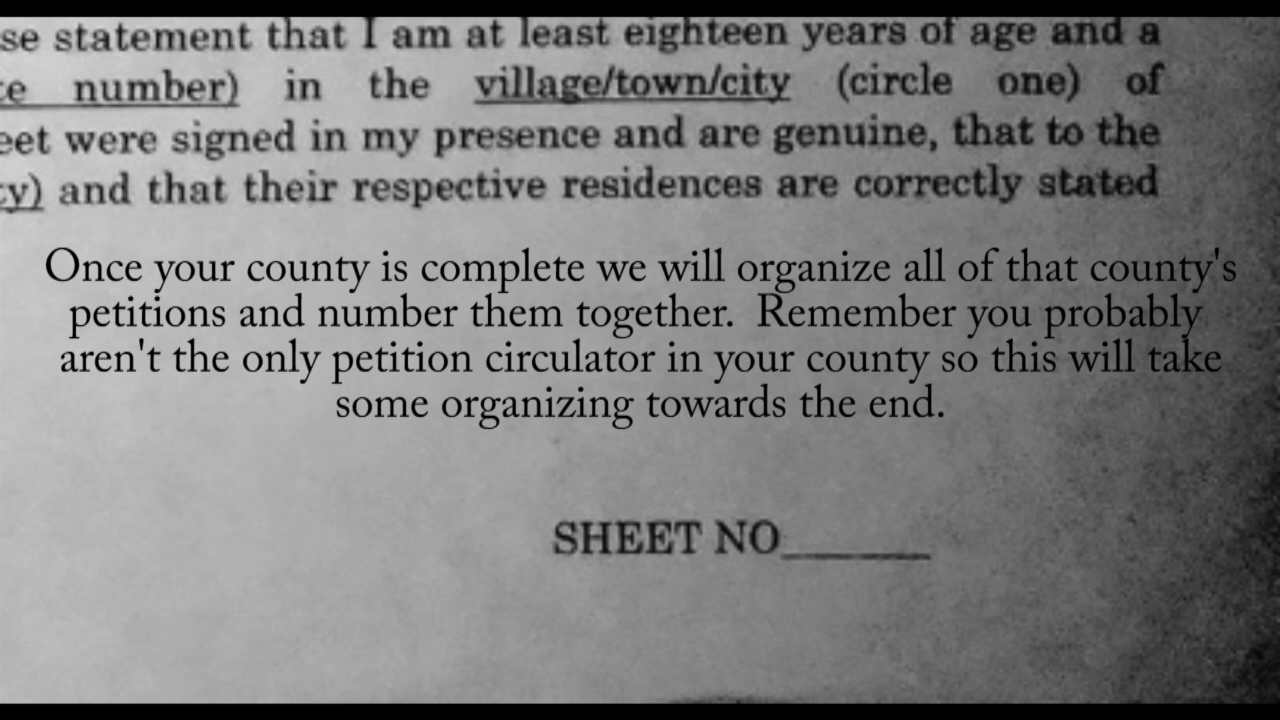 se statement that I am at least eighteen years of age and a
number) in the village/town/city (circle one) of
eet were signed in my presence and are genuine, that to the
and that their respective residences are correctly stated
Once your county is complete we will organize all of that county's
petitions and number them together. Remember you probably
aren't the only petition circulator in your county so this will take
some organizing towards the end.
SHEET NO______